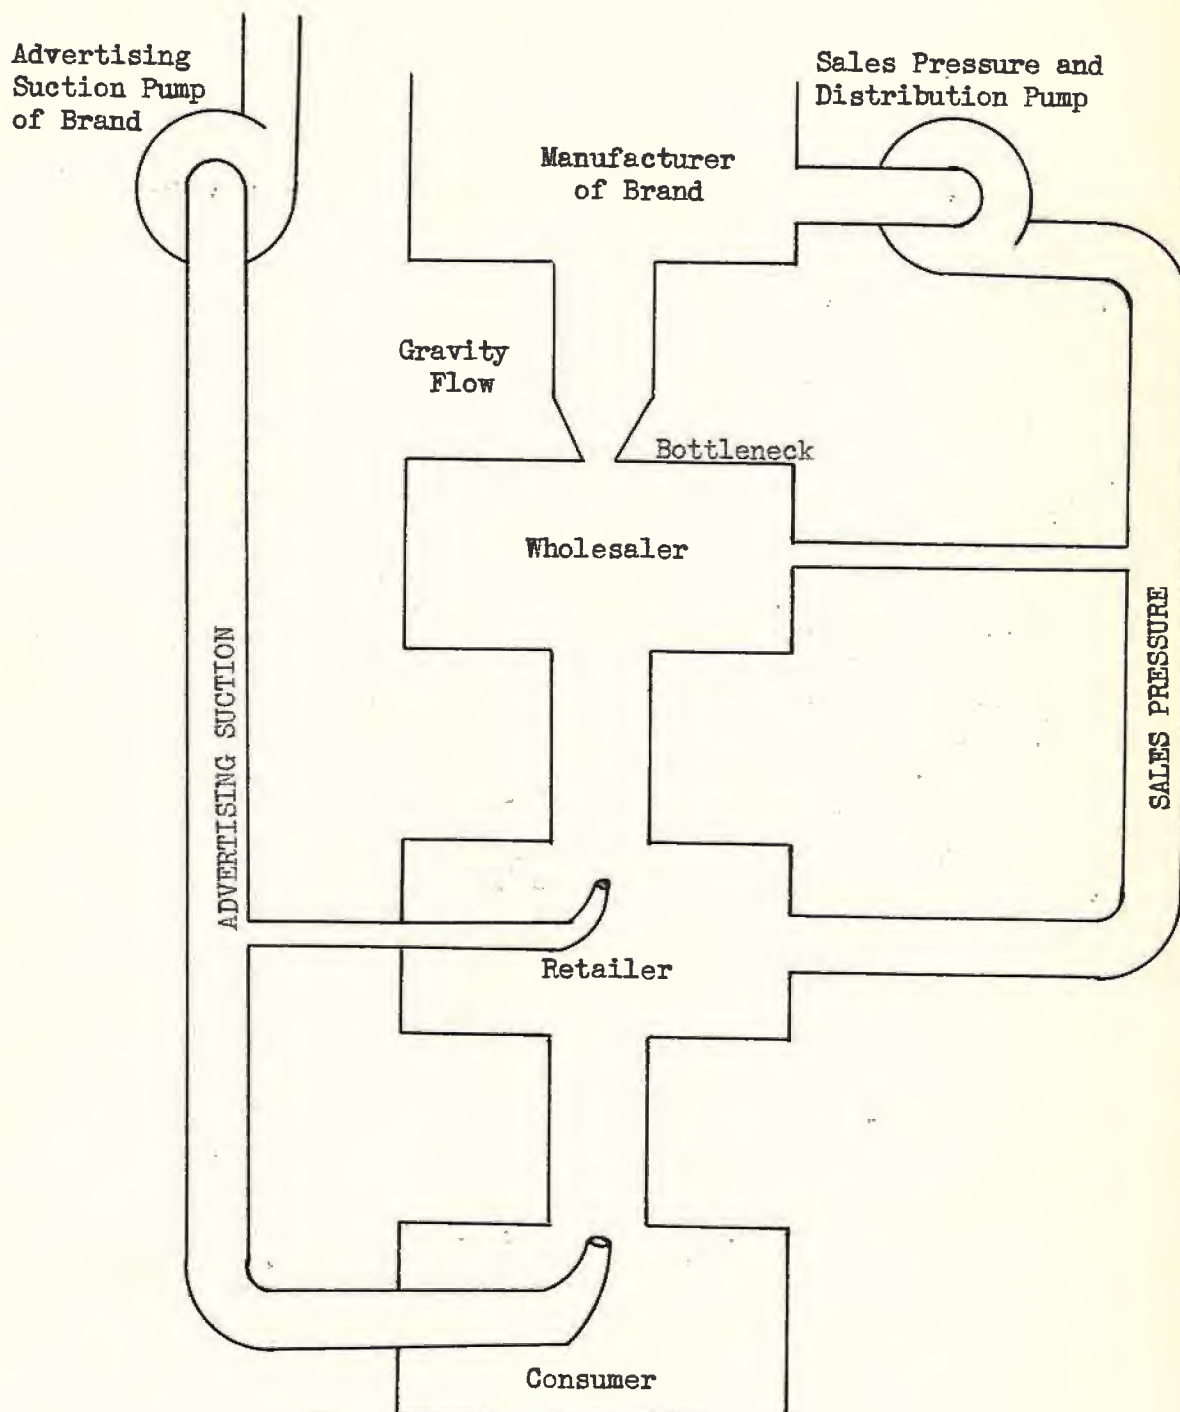 Advertising
Suction Pump
of Brand
Sales Pressure and
Distribution Pump
Manufacturer
of Brand
Gravity
Flow
Bottleneck
Wholesaler
ADVERTISING SUCTION
SALES PRESSURE
Retailer
Consumer